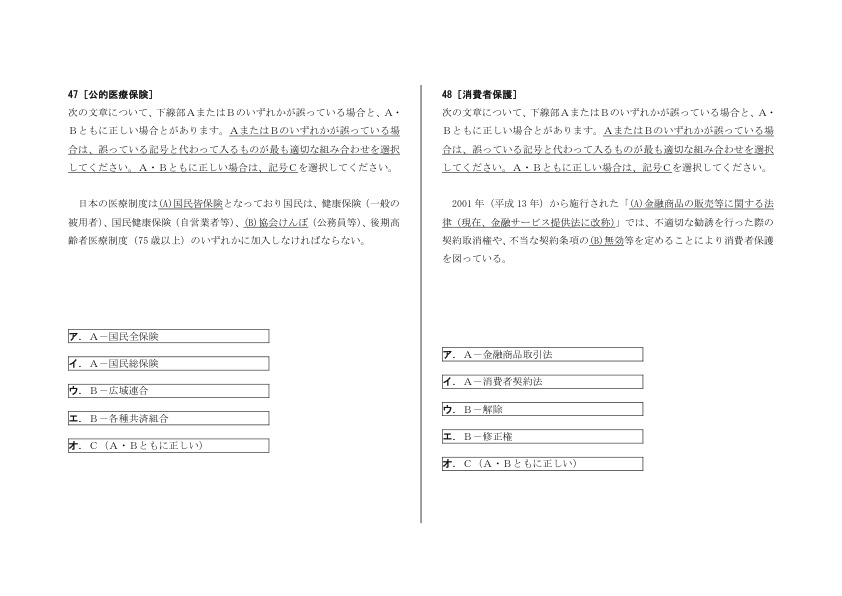 47［公的医療保険］
次の文章について、下線部ＡまたはＢのいずれかが誤っている場合と、Ａ・
Ｂともに正しい場合とがあります。ＡまたはＢのいずれかが誤っている場
合は、誤っている記号と代わって入るものが最も適切な組み合わせを選択
してください。Ａ・Ｂともに正しい場合は、記号Ｃを選択してください。
日本の医療制度は(A)国民皆保険となっており国民は、健康保険（一般の
被用者）、国民健康保険（自営業者等）、(B)協会けんぽ（公務員等）、後期高
齢者医療制度（75 歳以上）のいずれかに加入しなければならない。
ア．Ａ－国民全保険
イ．Ａ－国民総保険
ウ．Ｂ－広域連合
エ．Ｂ－各種共済組合
オ．Ｃ（Ａ・Ｂともに正しい）
48［消費者保護］
次の文章について、下線部ＡまたはＢのいずれかが誤っている場合と、Ａ・
Ｂともに正しい場合とがあります。ＡまたはＢのいずれかが誤っている場
合は、誤っている記号と代わって入るものが最も適切な組み合わせを選択
してください。Ａ・Ｂともに正しい場合は、記号Ｃを選択してください。
2001 年（平成 13 年）から施行された「(A)金融商品の販売等に関する法
律（現在、金融サービス提供法に改称）」では、不適切な勧誘を行った際の
契約取消権や、不当な契約条項の(B)無効等を定めることにより消費者保護
を図っている。
ア．Ａ－金融商品取引法
イ．Ａ－消費者契約法
ウ．Ｂ－解除
エ．Ｂ－修正権
オ．Ｃ（Ａ・Ｂともに正しい）